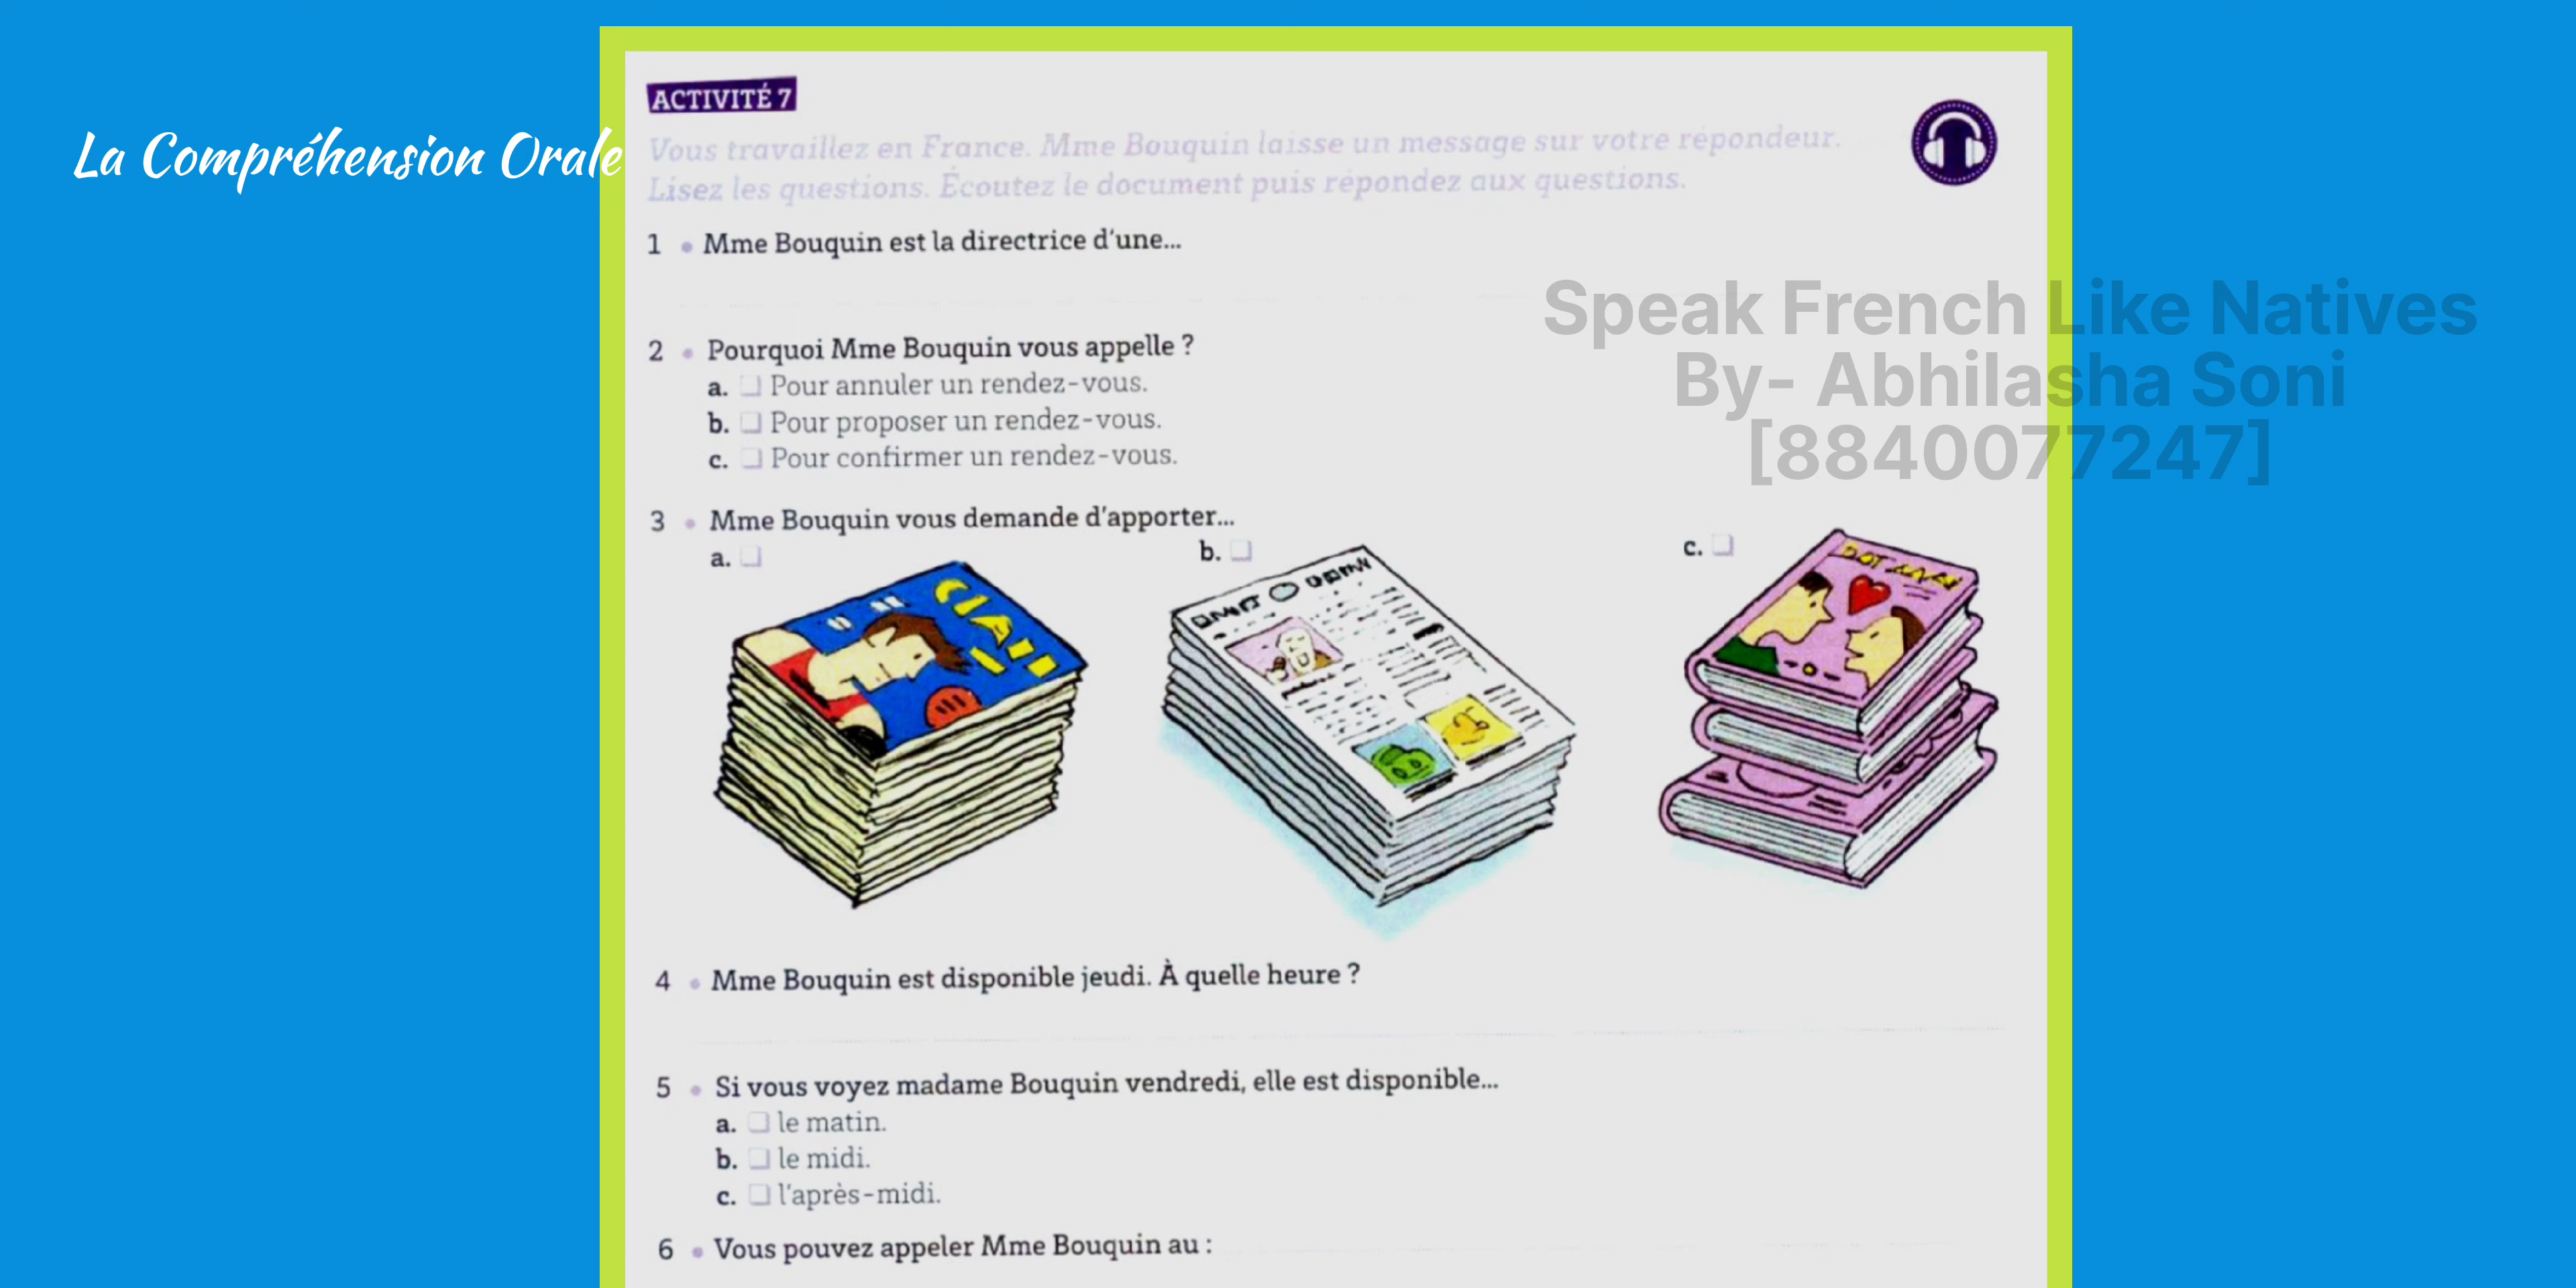 La Compréhension Orale
ACTIVITÉ 7
Vous travaillez en France. Mme Bouquin laisse un message sur votre répondeur.
Lisez les questions. Écoutez le document puis répondez aux questions.
1 • Mme Bouquin est la directrice d'une...
Speak French Like Natives
By- Abhilasha Soni
[8840077247]
2 • Pourquoi Mme Bouquin vous appelle ?
a. ❑ Pour annuler un rendez-vous.
b. ❑ Pour proposer un rendez-vous.
c. ❑ Pour confirmer un rendez-vous.
3 • Mme Bouquin vous demande d'apporter...
a. ❑
b. ❑
c. ❑
4 • Mme Bouquin est disponible jeudi. À quelle heure ?
5 • Si vous voyez madame Bouquin vendredi, elle est disponible...
a. ❑ le matin.
b. ❑ le midi.
c. ❑ l'après-midi.
6 • Vous pouvez appeler Mme Bouquin au :